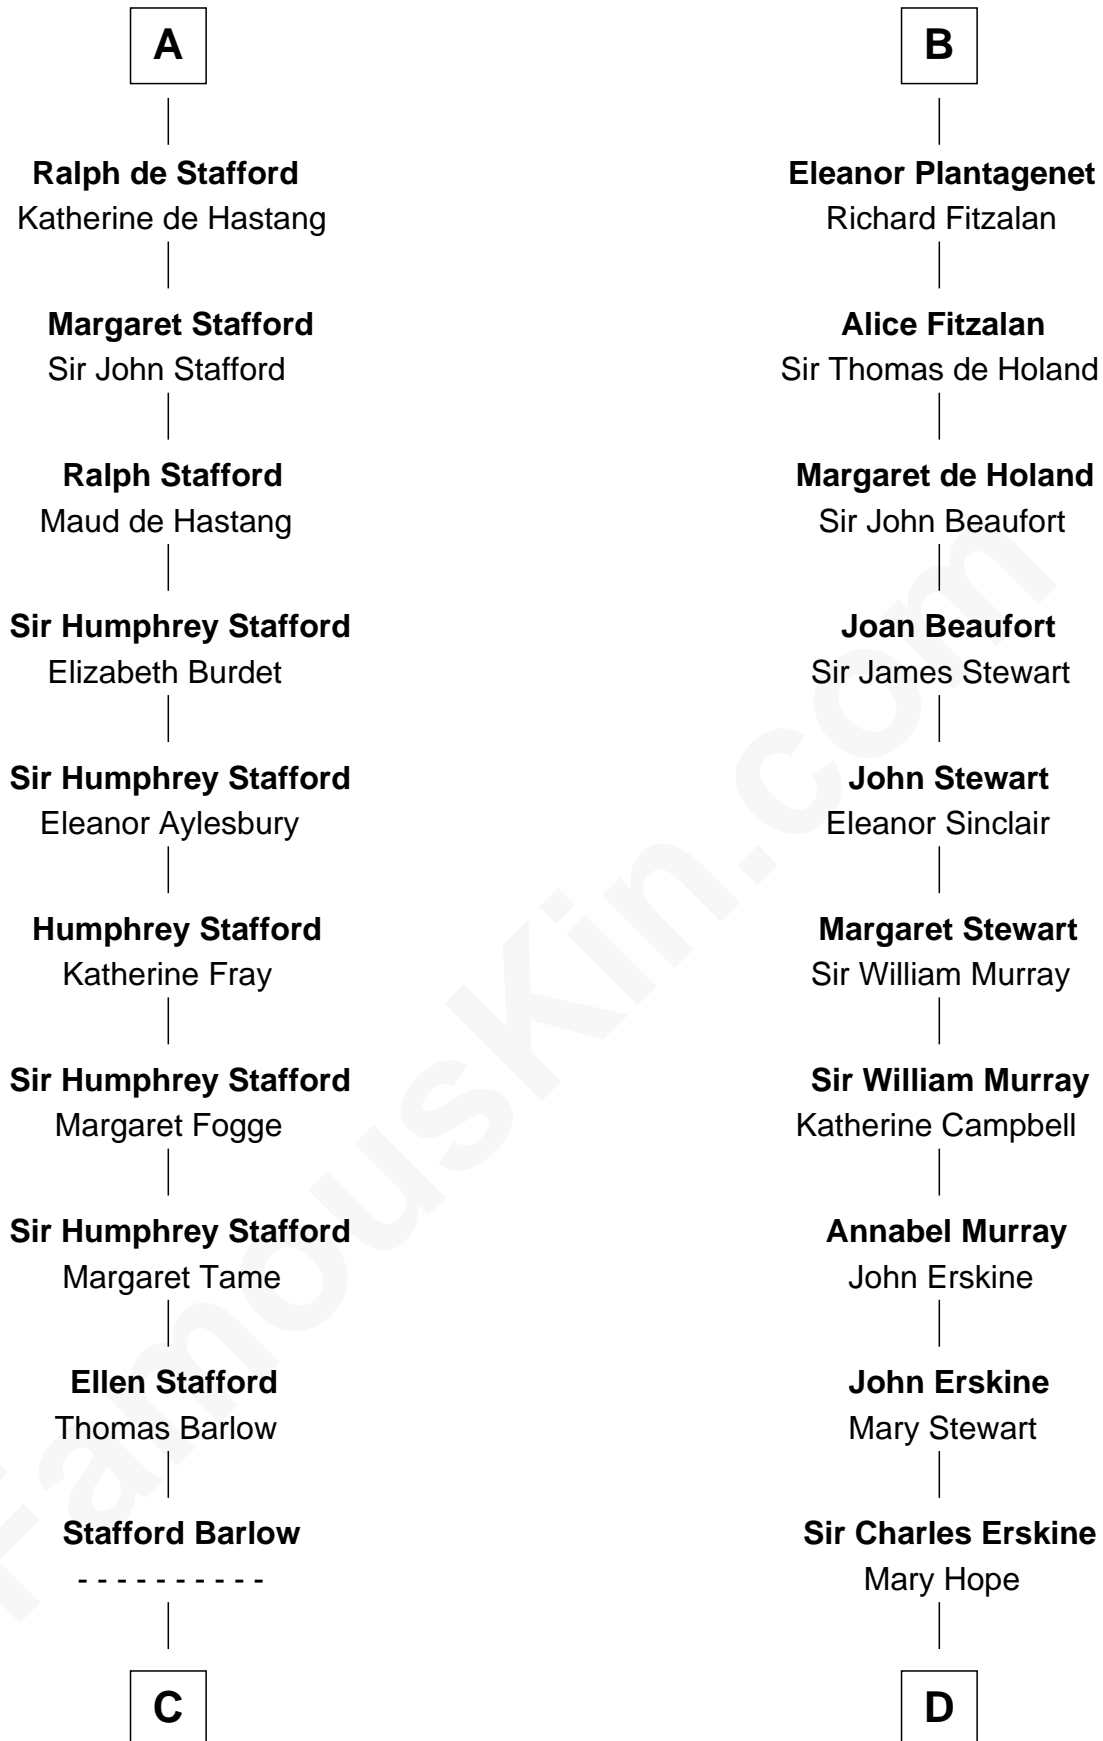 A
Ralph de Stafford
Katherine de Hastang
Margaret Stafford
Sir John Stafford
Ralph Stafford
Maud de Hastang
Sir Humphrey Stafford
Elizabeth Burdet
Sir Humphrey Stafford
Eleanor Aylesbury
Humphrey Stafford
Katherine Fray
Sir Humphrey Stafford
Margaret Fogge
Sir Humphrey Stafford
Margaret Tame
Ellen Stafford
Thomas Barlow
Stafford Barlow
- - - - - - - - - -
C
B
Eleanor Plantagenet
Richard Fitzalan
Alice Fitzalan
Sir Thomas de Holand
Margaret de Holand
Sir John Beaufort
Joan Beaufort
Sir James Stewart
John Stewart
Eleanor Sinclair
Margaret Stewart
Sir William Murray
Sir William Murray
Katherine Campbell
Annabel Murray
John Erskine
John Erskine
Mary Stewart
Sir Charles Erskine
Mary Hope
D
FamousKin.com